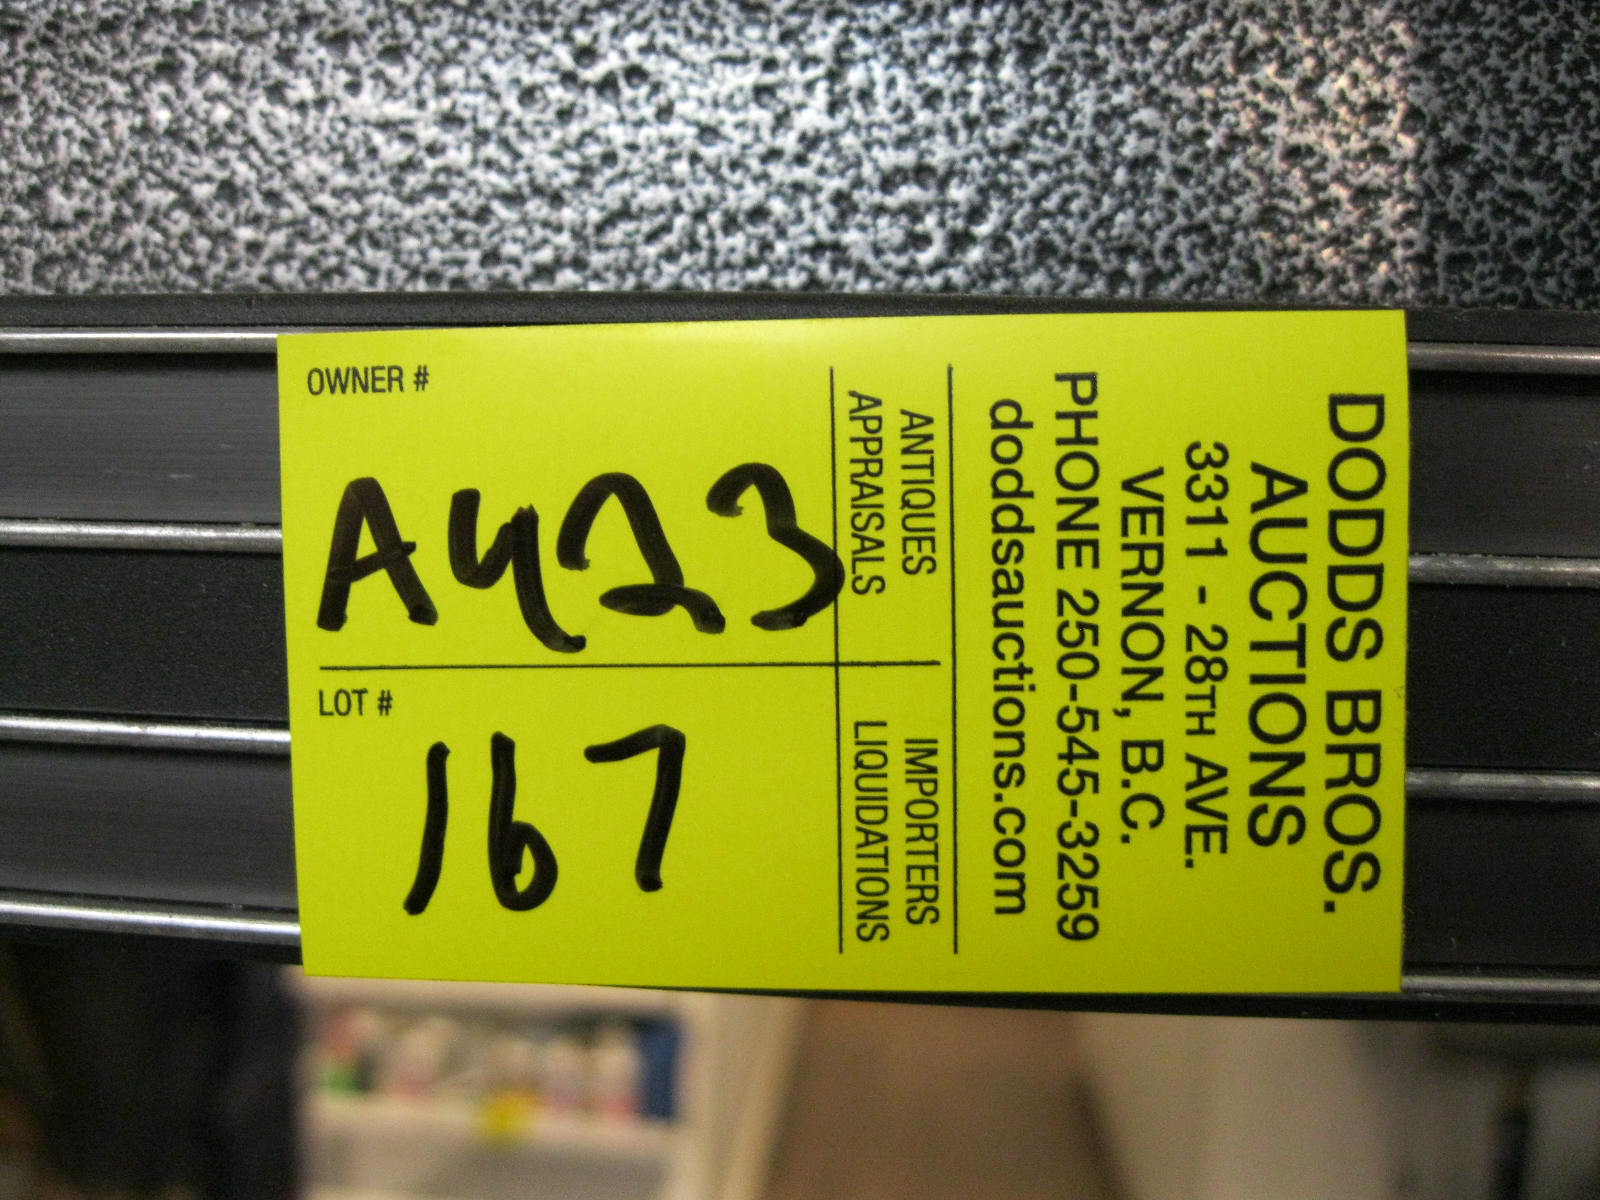 DODDS BROS.
AUCTIONS
3311 - 28TH AVE.
VERNON, B.C.
PHONE 250-545-3259
doddsauctions.com
ANTIQUES
APPRAISALS
IMPORTERS
LIQUIDATIONS
OWNER #
A423
LOT #
167